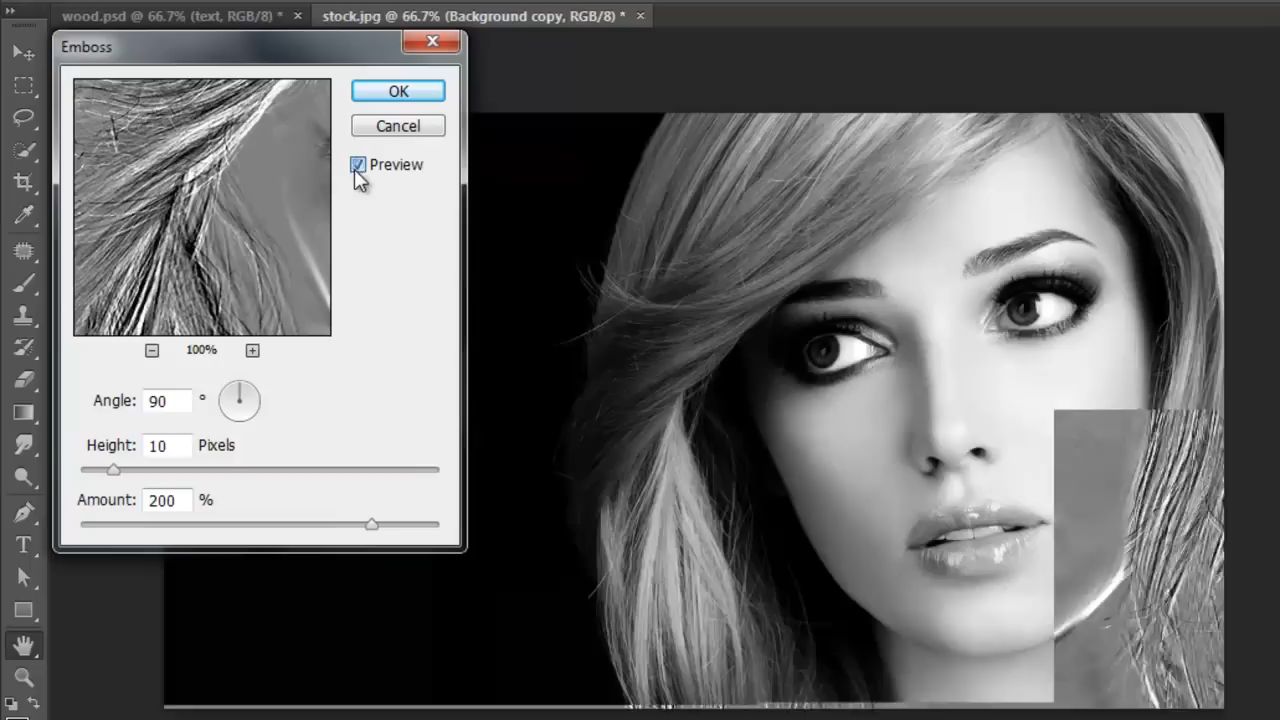 wood.psd @ 66.7% (text, RGB/8) * ×
stock.jpg @ 66.7% (Background copy, RGB/8) * ×
Emboss
OK
Cancel
Preview
100%
Angle: 90 °
Height: 10 Pixels
Amount: 200 %